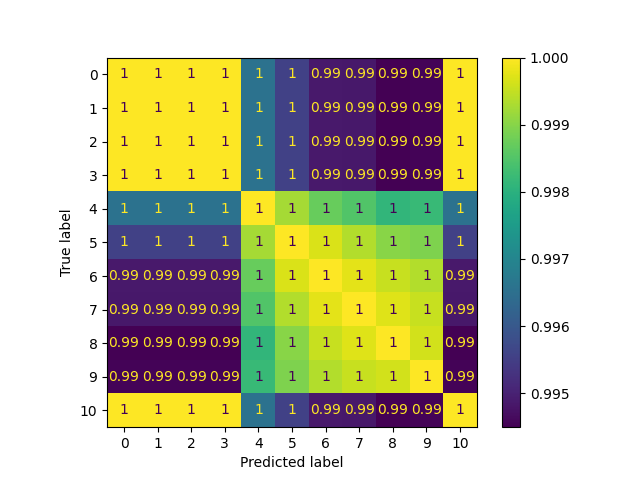 0 1 1 1 1 1 1 0.99 0.99 0.99 0.99 1
1 1 1 1 1 1 1 0.99 0.99 0.99 0.99 1
2 1 1 1 1 1 1 0.99 0.99 0.99 0.99 1
3 1 1 1 1 1 1 0.99 0.99 0.99 0.99 1
4 1 1 1 1 1 1 1 1 1 1 1
5 1 1 1 1 1 1 1 1 1 1 1
6 0.99 0.99 0.99 0.99 1 1 1 1 1 1 0.99
7 0.99 0.99 0.99 0.99 1 1 1 1 1 1 0.99
8 0.99 0.99 0.99 0.99 1 1 1 1 1 1 0.99
9 0.99 0.99 0.99 0.99 1 1 1 1 1 1 0.99
10 1 1 1 1 1 1 0.99 0.99 0.99 0.99 1
0 1 2 3 4 5 6 7 8 9 10
Predicted label
True label
1.000
0.999
0.998
0.997
0.996
0.995